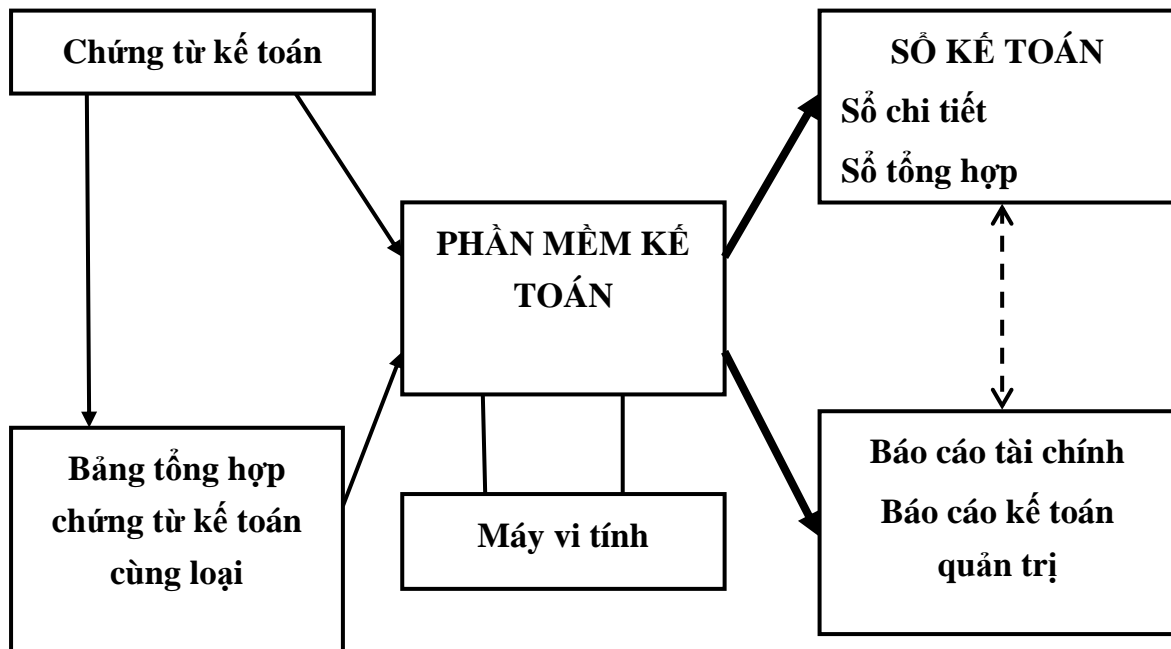 Chứng từ kế toán
SỔ KẾ TOÁN
Sổ chi tiết
Sổ tổng hợp
PHẦN MỀM KẾ
TOÁN
Bảng tổng hợp
chứng từ kế toán
cùng loại
Máy vi tính
Báo cáo tài chính
Báo cáo kế toán
quản trị